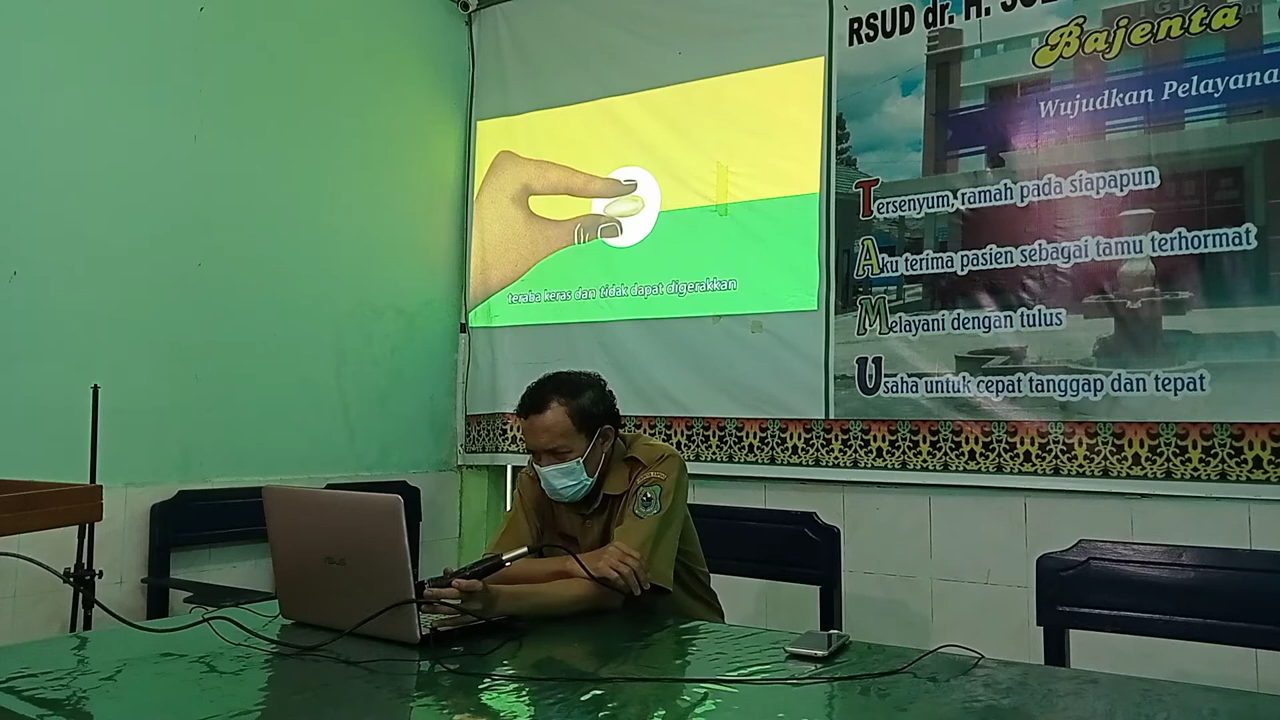 RSUD dr. H.
Bajenta
Wujudkan
Tersenyum, ramah pada siapapun
Aku terima pasien sebagai tamu terhormat
Melayani dengan tulus
Usaha untuk cepat tanggap dan tepat
teraba keras dan tidak dapat digerakkan
ASUS